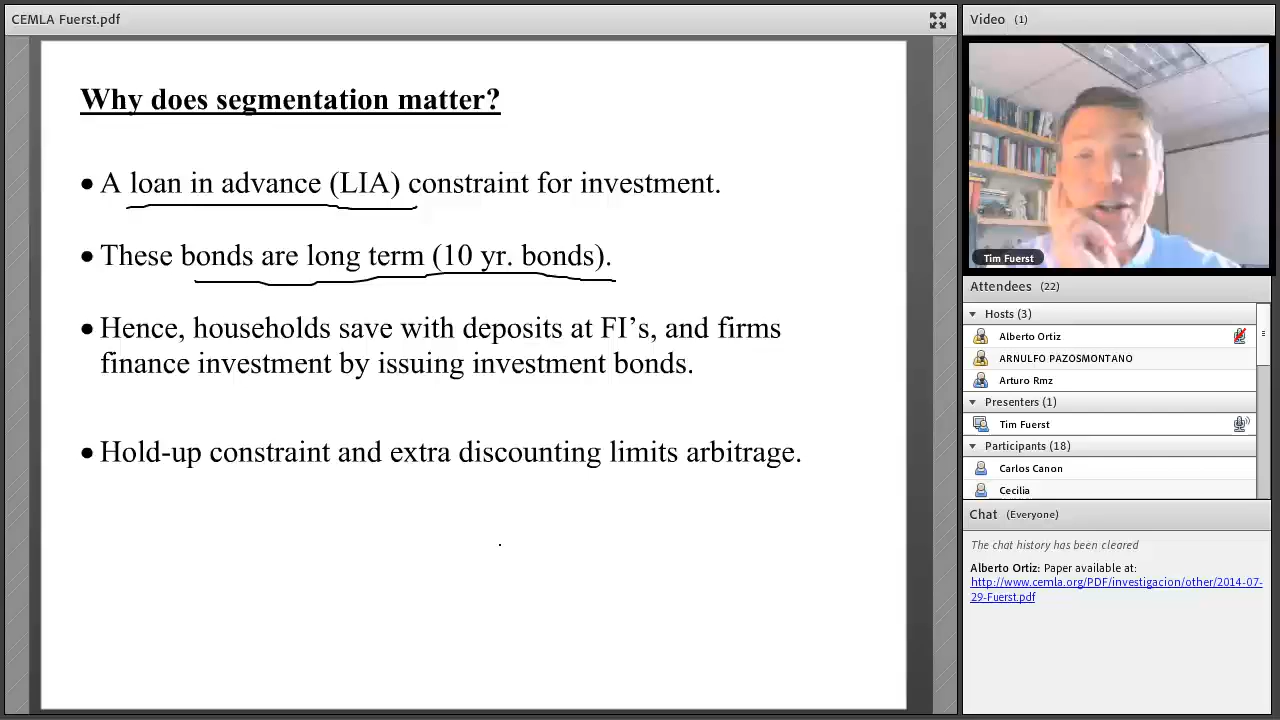 CEMLA Fuerst.pdf
Why does segmentation matter?
• A loan in advance (LIA) constraint for investment.
• These bonds are long term (10 yr. bonds).
• Hence, households save with deposits at FI’s, and firms
finance investment by issuing investment bonds.
• Hold-up constraint and extra discounting limits arbitrage.
Video (1)
Tim Fuerst
Attendees (22)
Hosts (3)
Alberto Ortiz
ARNULFO PAZOSMONTANO
Arturo Rmz
Presenters (1)
Tim Fuerst
Participants (18)
Carlos Canon
Cecilia
Chat (Everyone)
The chat history has been cleared
Alberto Ortiz: Paper available at:
http://www.cemla.org/PDF/investigacion/other/2014-07-
29-Fuerst.pdf